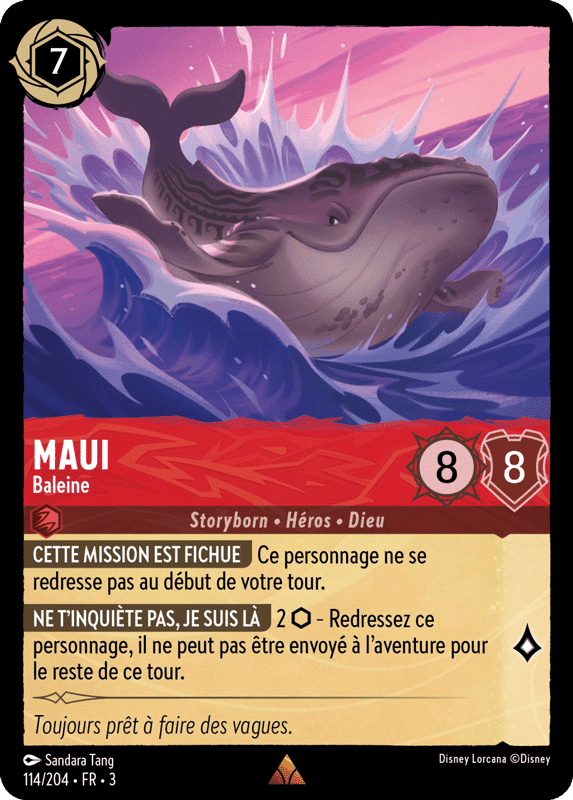 7
MAUI
Baleine
8
8
Storyborn • Héros • Dieu
CETTE MISSION EST FICHUE Ce personnage ne se
redresse pas au début de votre tour.
NE T'INQUIÈTE PAS, JE SUIS LÀ 2 ⬡ - Redressez ce
personnage, il ne peut pas être envoyé à l'aventure pour
le reste de ce tour.
Toujours prêt à faire des vagues.
Sandara Tang
114/204 • FR • 3
Disney Lorcana ©Disney